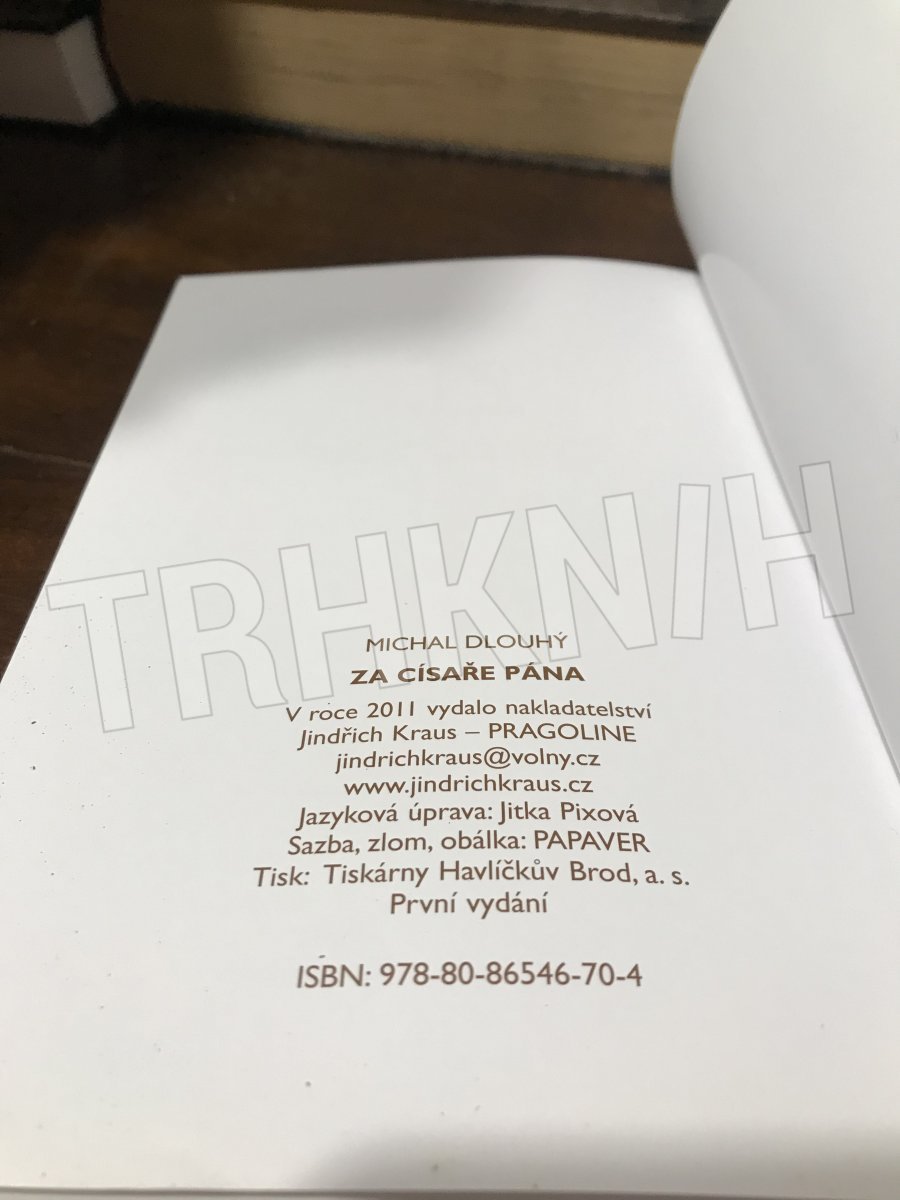 TRHKNIH
MICHAL DLOUHÝ
ZA CÍSAŘE PÁNA
V roce 2011 vydalo nakladatelství
Jindřich Kraus – PRAGOLINE
jindrichkraus@volny.cz
www.jindrichkraus.cz
Jazyková úprava: Jitka Pixová
Sazba, zlom, obálka: PAPAVER
Tisk: Tiskárny Havlíčkův Brod, a. s.
První vydání
ISBN: 978-80-86546-70-4